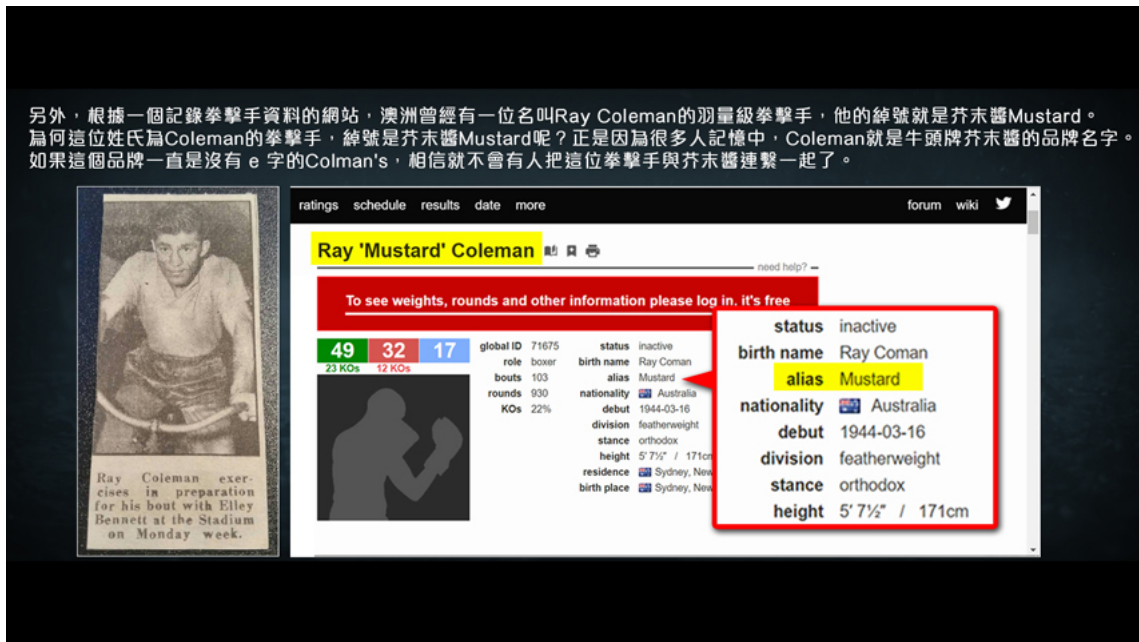 另外，根據一個記錄拳擊手資料的網站，澳洲曾經有一位名叫Ray Coleman的羽量級拳擊手，他的綽號就是芥末醬Mustard。
為何這位姓氏為Coleman的拳擊手，綽號是芥末醬Mustard呢？正是因為很多人記憶中，Coleman就是牛頭牌芥末醬的品牌名字。
如果這個品牌一直是沒有 e 字的Colman's，相信就不會有人把這位拳擊手與芥末醬連繫一起了。
Ray Coleman exer-
cises in preparation
for his bout with Elley
Bennett at the Stadium
on Monday week.
ratings schedule results date more forum wiki
Ray 'Mustard' Coleman
need help?
To see weights, rounds and other information please log in. it's free
49 32 17
23 KOs 12 KOs
global ID 71675
role boxer
bouts 103
rounds 930
KOs 22%
status inactive
birth name Ray Coman
alias Mustard
nationality Australia
debut 1944-03-16
division featherweight
stance orthodox
height 5′ 7½″ / 171cm
residence Sydney, New
birth place Sydney, New
status inactive
birth name Ray Coman
alias Mustard
nationality Australia
debut 1944-03-16
division featherweight
stance orthodox
height 5′ 7½″ / 171cm